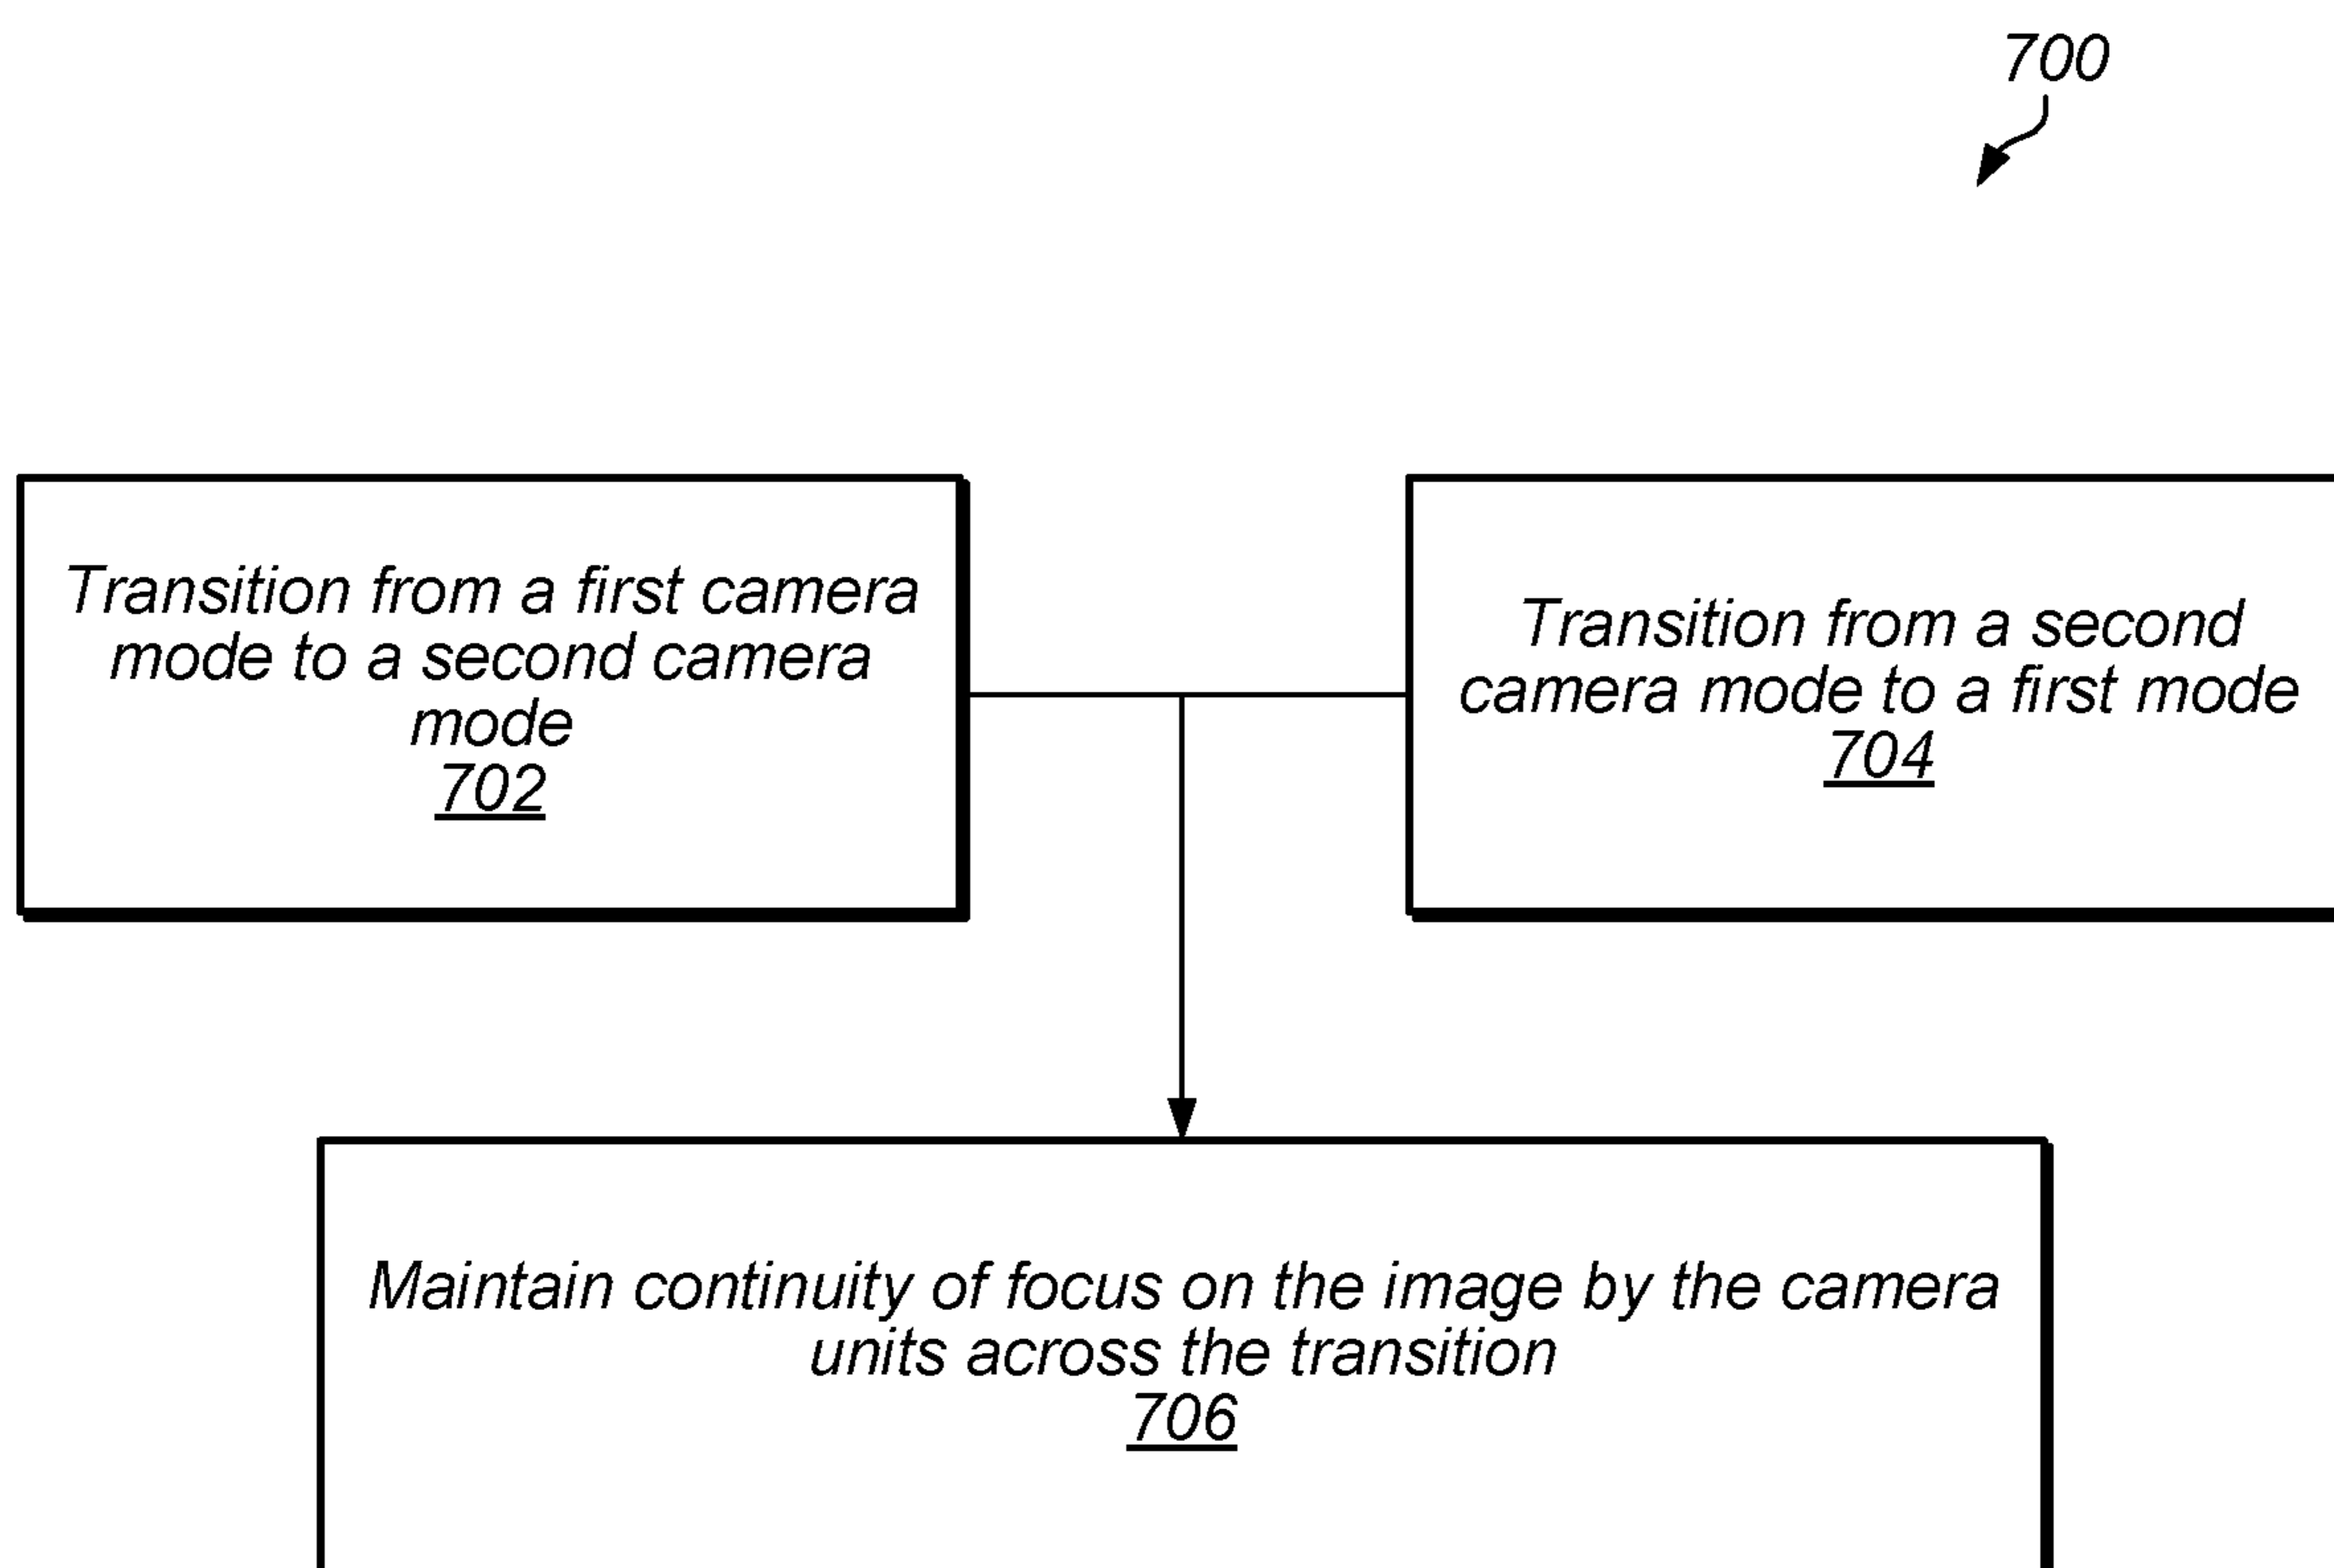 700
Transition from a first camera
mode to a second camera
mode
702
Transition from a second
camera mode to a first mode
704
Maintain continuity of focus on the image by the camera
units across the transition
706